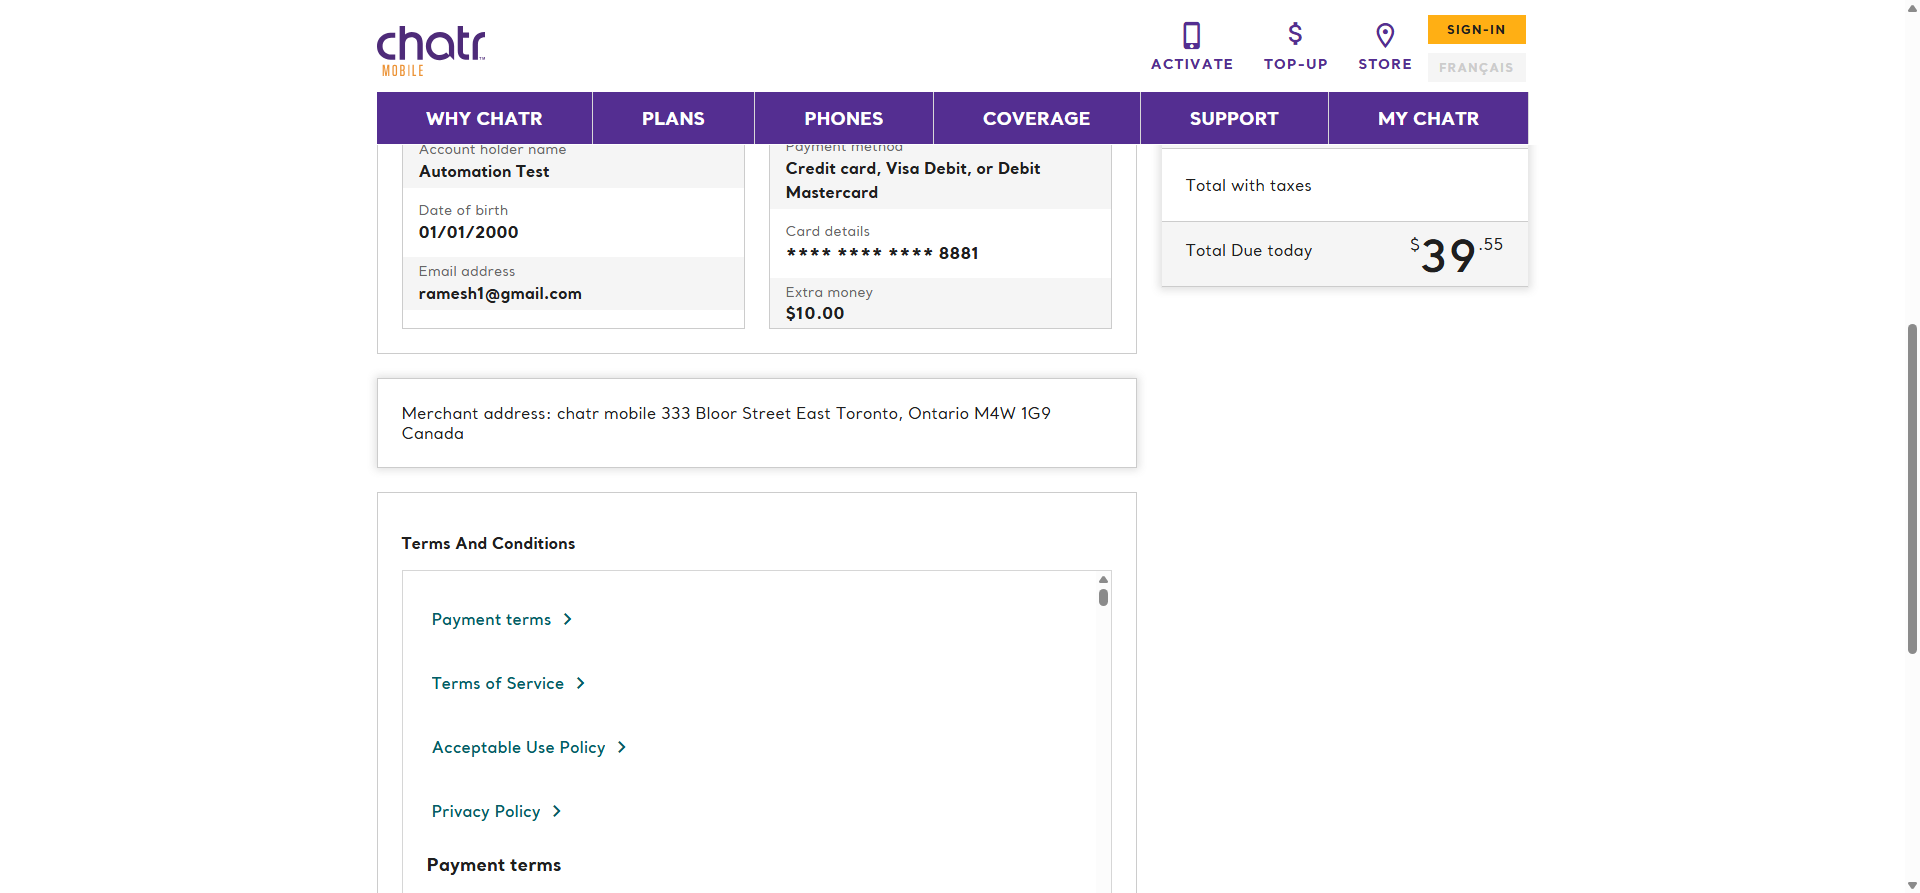 chatr
MOBILE
ACTIVATE
TOP-UP
STORE
SIGN-IN
FRANÇAIS
WHY CHATR
PLANS
PHONES
COVERAGE
SUPPORT
MY CHATR
Account holder name
Automation Test
Date of birth
01/01/2000
Email address
ramesh1@gmail.com
Payment method
Credit card, Visa Debit, or Debit
Mastercard
Card details
**** **** **** 8881
Extra money
$10.00
Total with taxes
Total Due today
$39.55
Merchant address: chatr mobile 333 Bloor Street East Toronto, Ontario M4W 1G9
Canada
Terms And Conditions
Payment terms
Terms of Service
Acceptable Use Policy
Privacy Policy
Payment terms